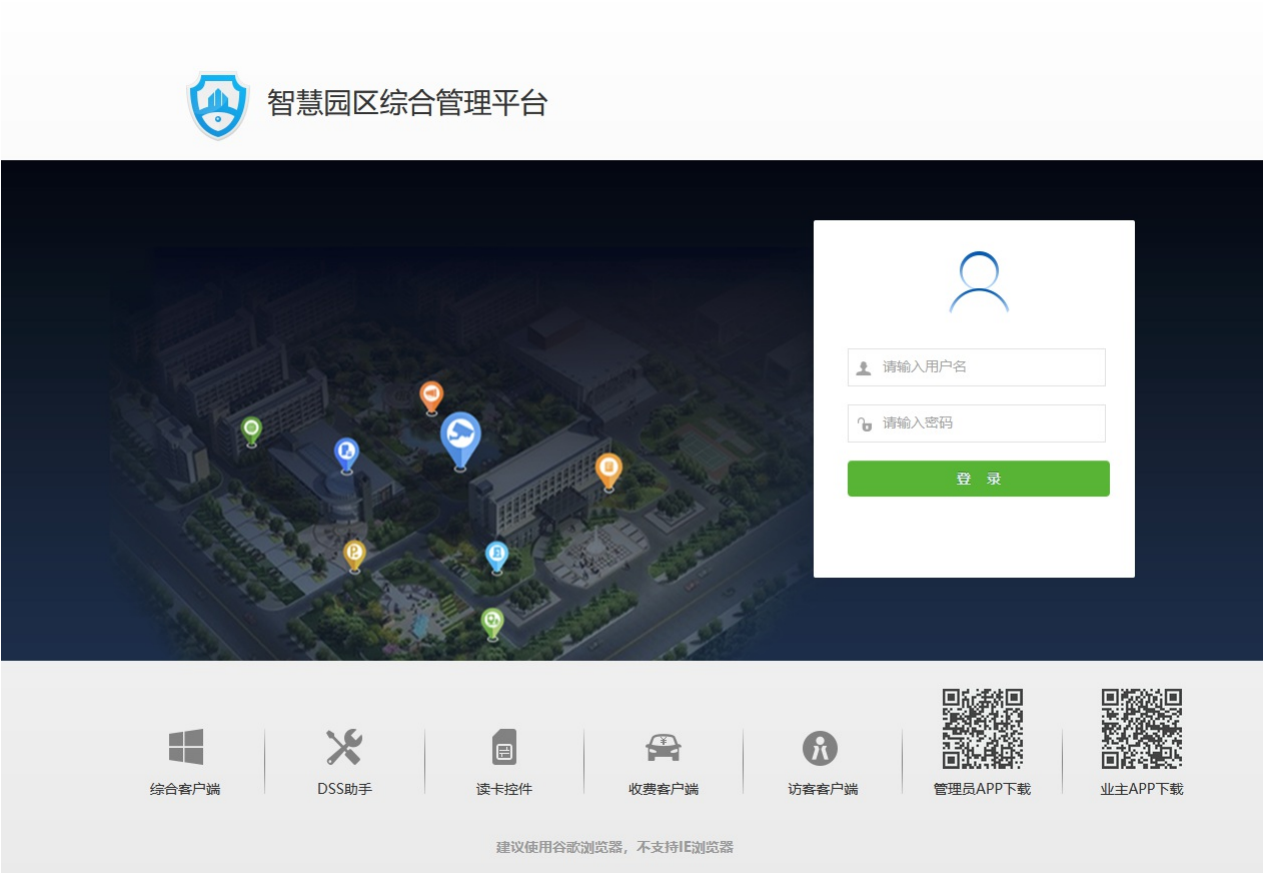 智慧园区综合管理平台
请输入用户名
请输入密码
登 录
综合客户端
DSS助手
读卡控件
收费客户端
访客客户端
管理员APP下载
业主APP下载
建议使用谷歌浏览器，不支持IE浏览器